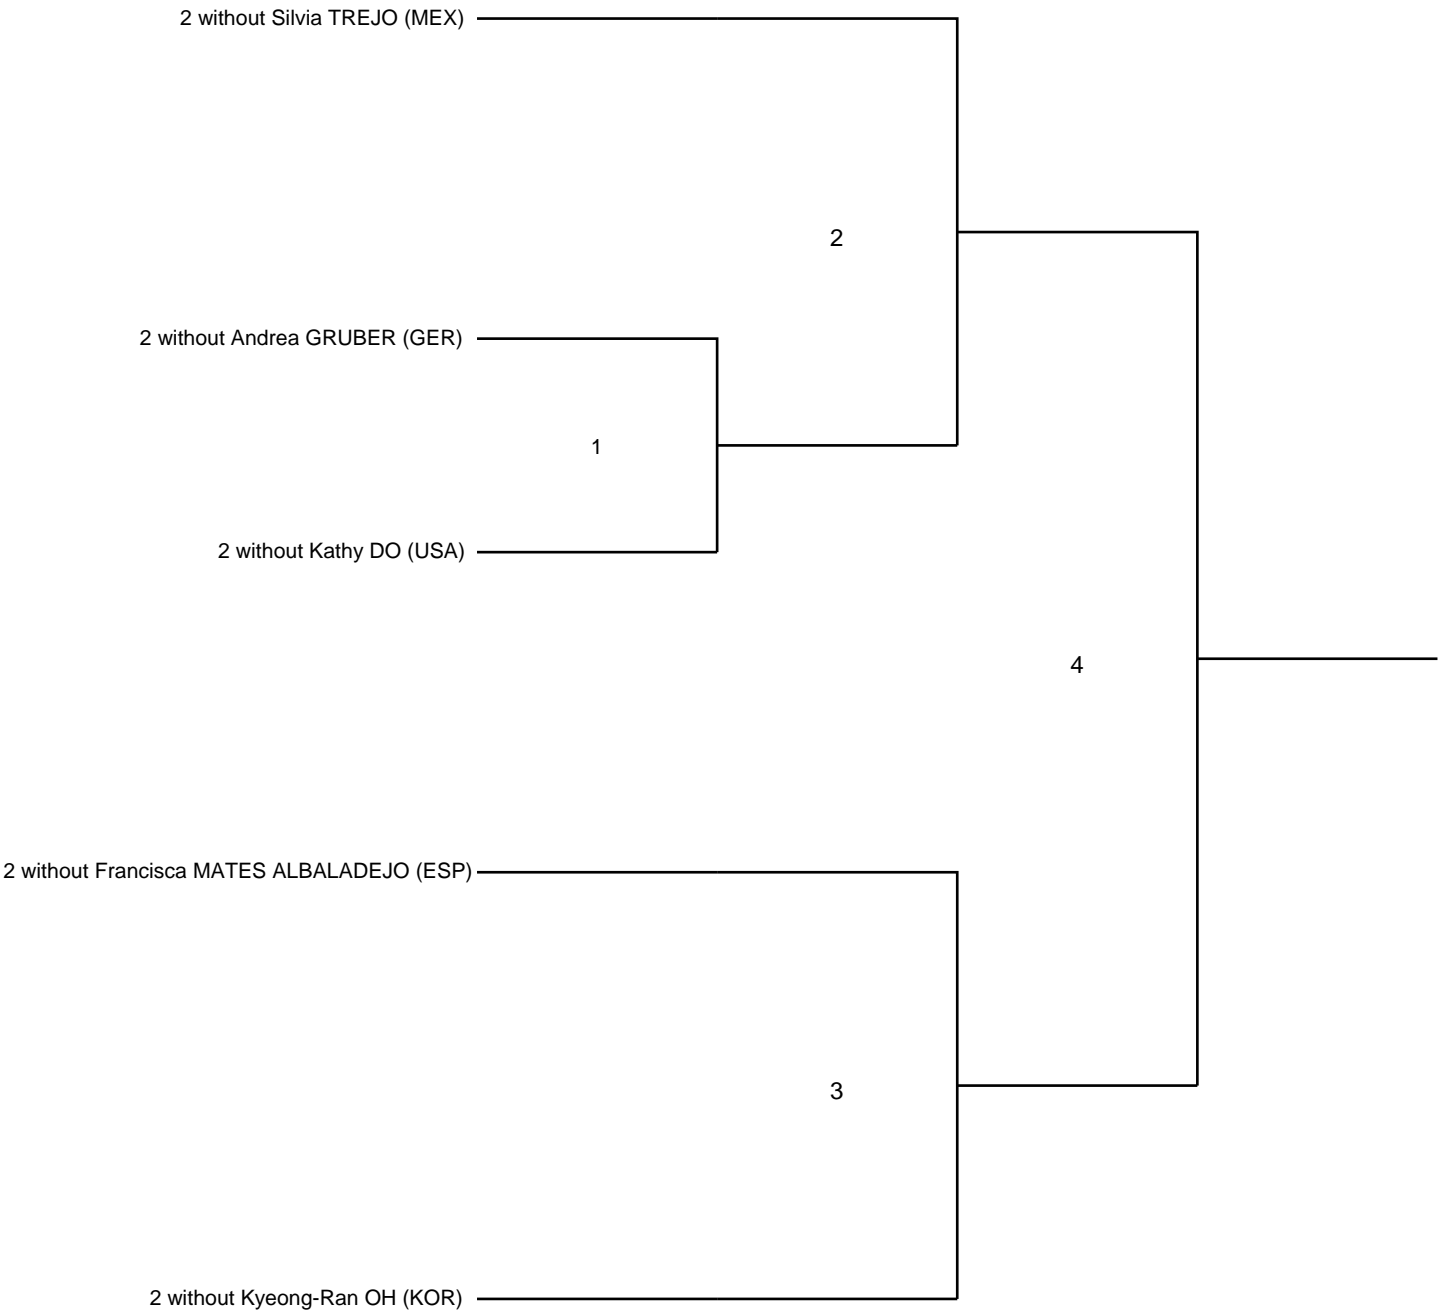 2 without Silvia TREJO (MEX)
2
2 without Andrea GRUBER (GER)
1
2 without Kathy DO (USA)
4
2 without Francisca MATES ALBALADEJO (ESP)
3
2 without Kyeong-Ran OH (KOR)